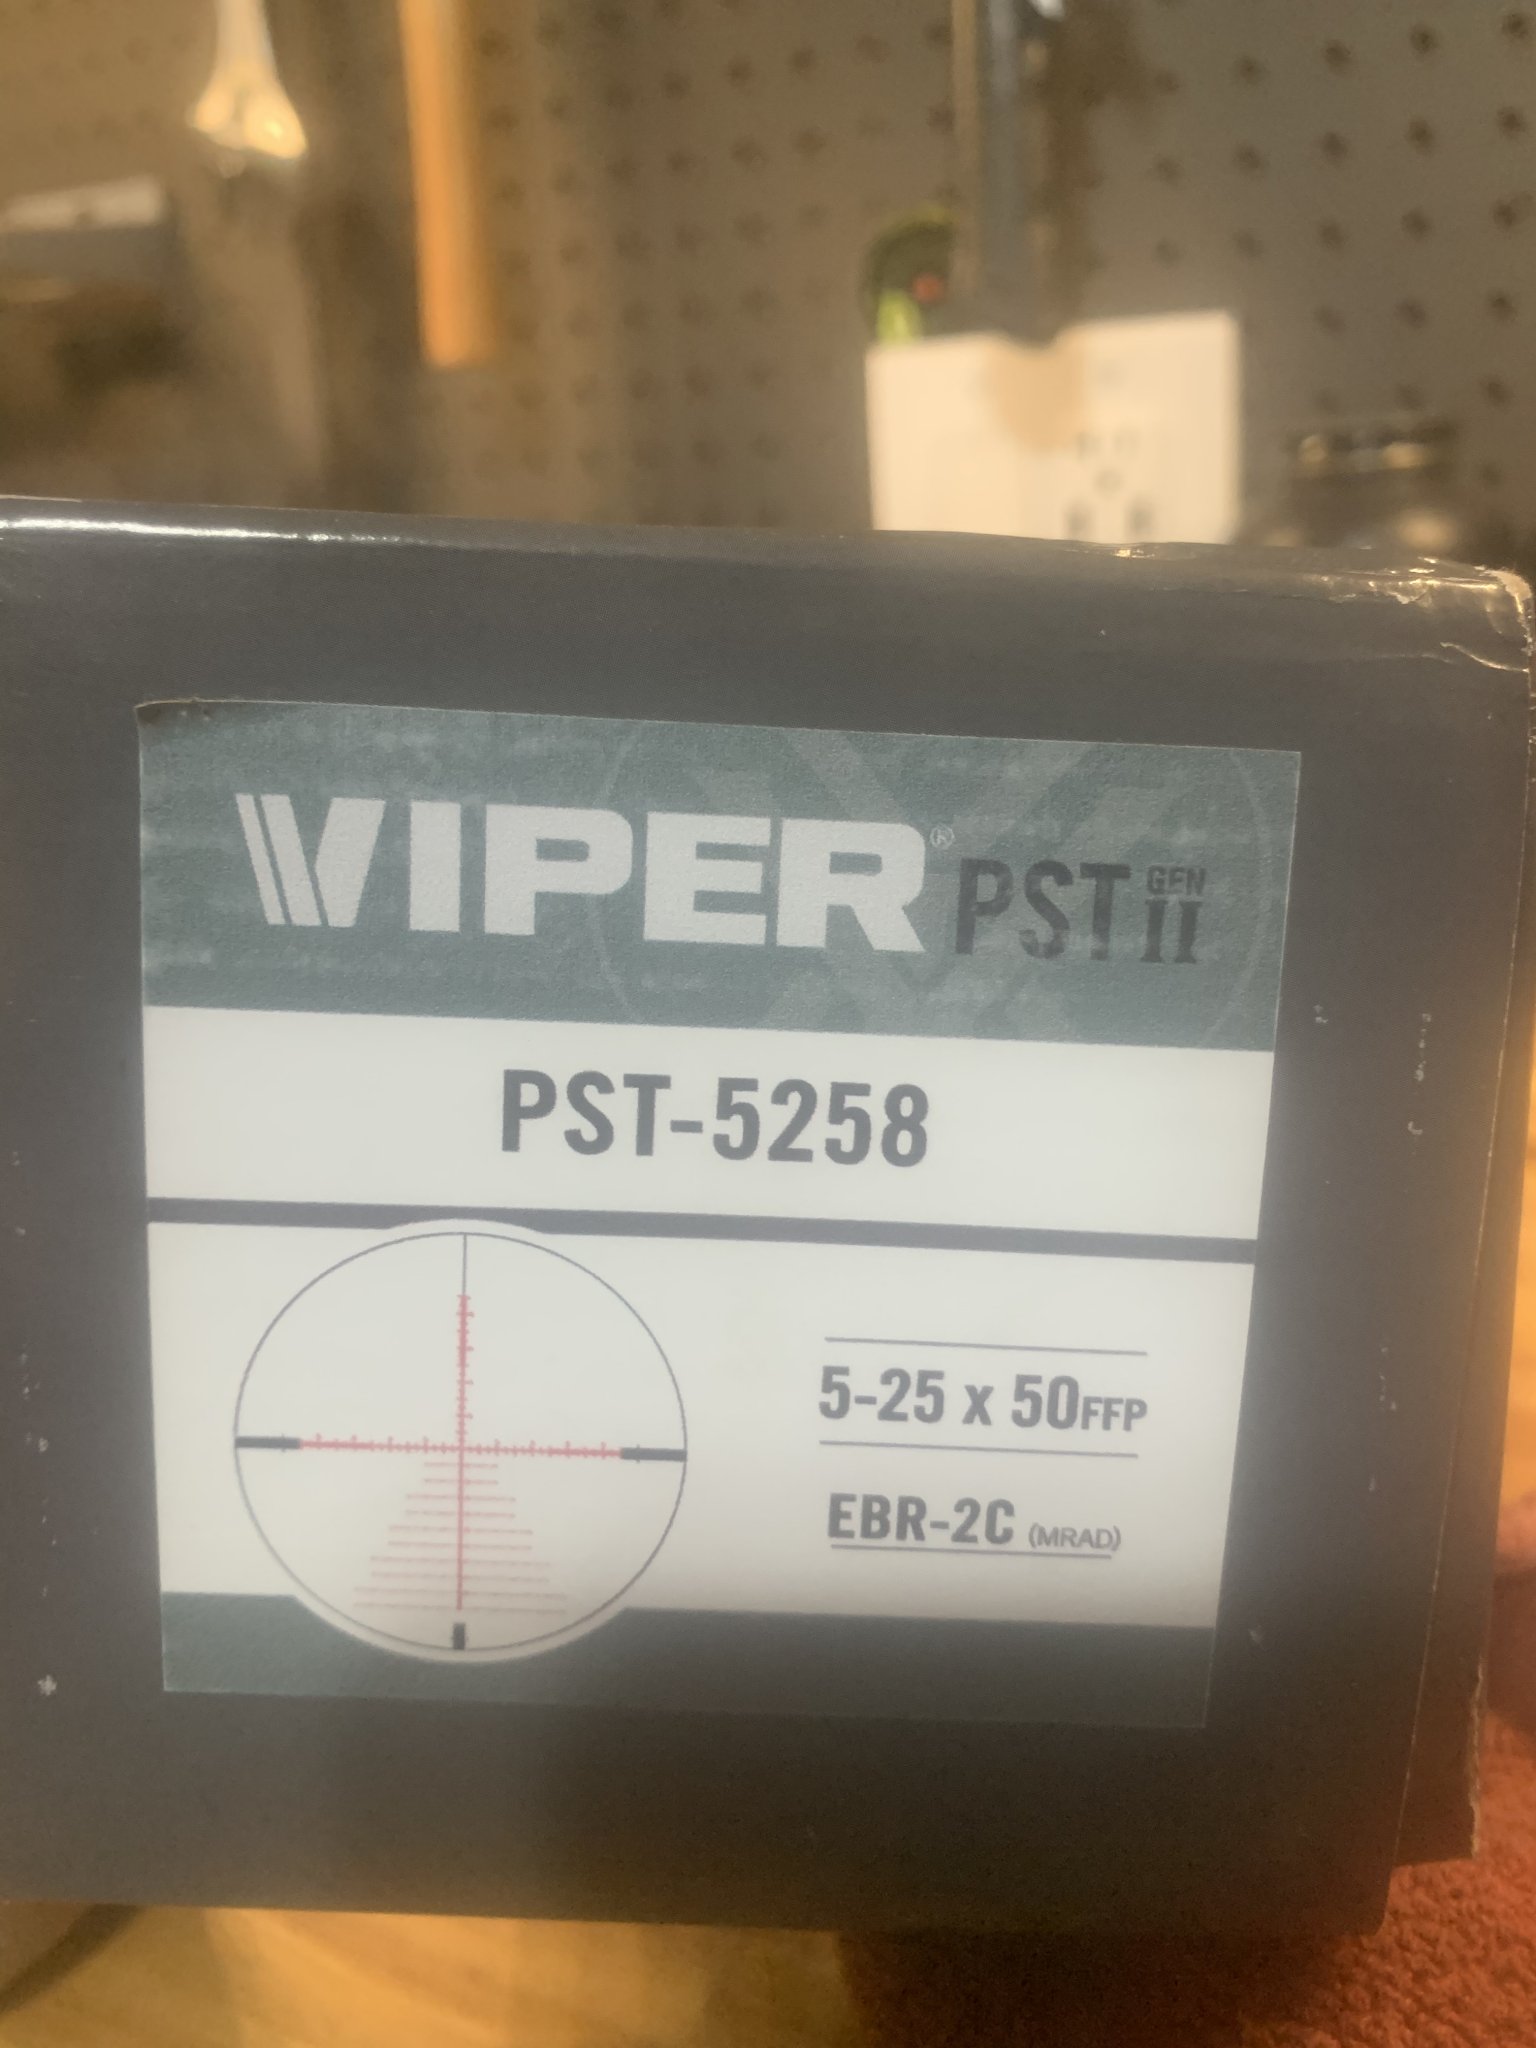 VIPER® PST GEN II
PST-5258
5-25 x 50FFP
EBR-2C (MRAD)